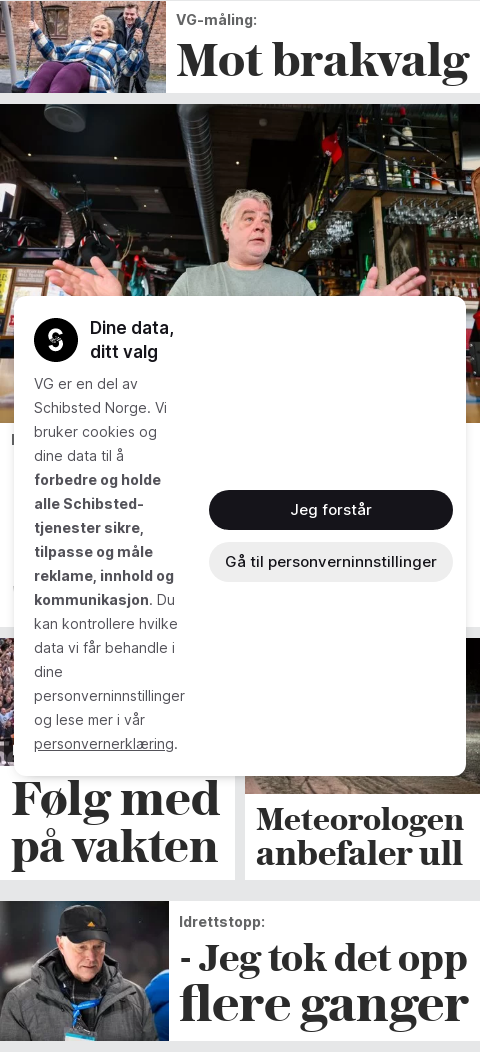 VG-måling:
Mot brakvalg
Dine data,
ditt valg
VG er en del av
Schibsted Norge. Vi
bruker cookies og
dine data til å
forbedre og holde
alle Schibsted-
tjenester sikre,
tilpasse og måle
reklame, innhold og
kommunikasjon. Du
kan kontrollere hvilke
data vi får behandle i
dine
personverninnstillinger
og lese mer i vår
personvernerklæring.
Jeg forstår
Gå til personverninnstillinger
Følg med
på vakten
Meteorologen
anbefaler ull
Idrettstopp:
- Jeg tok det opp
flere ganger